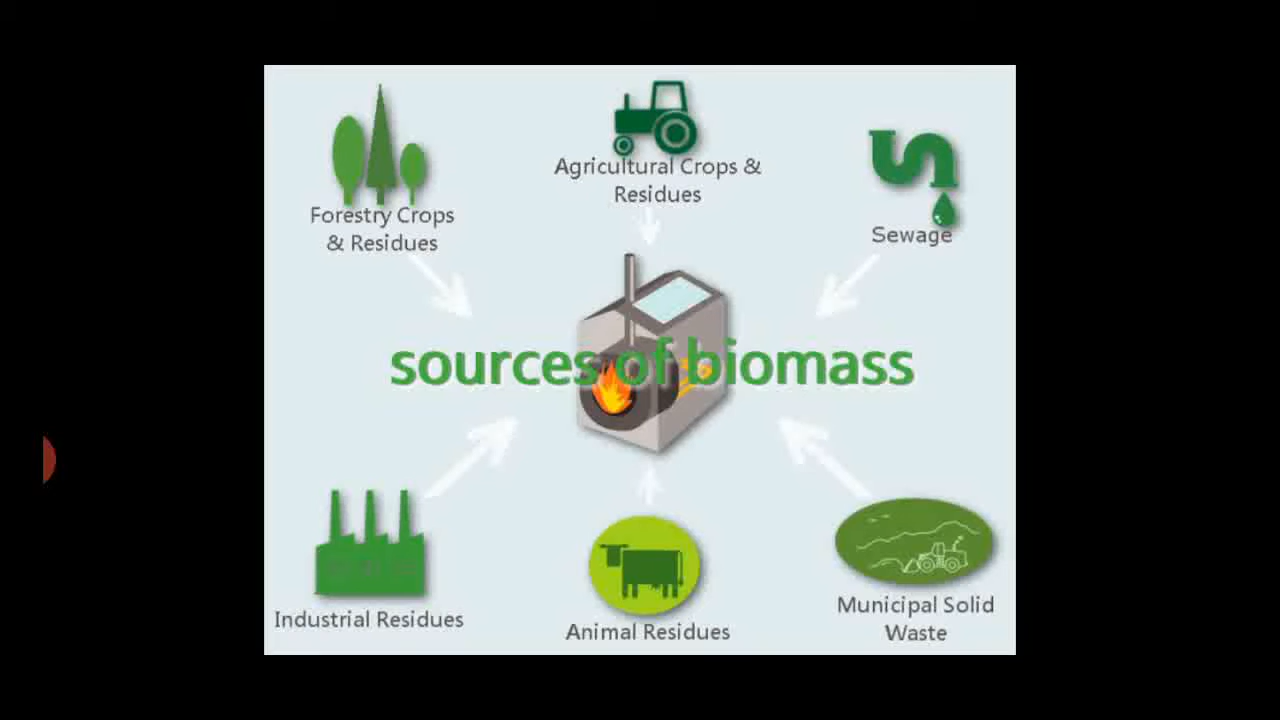 Agricultural Crops &
Residues
Forestry Crops
& Residues
Sewage
sources of biomass
Industrial Residues
Animal Residues
Municipal Solid
Waste